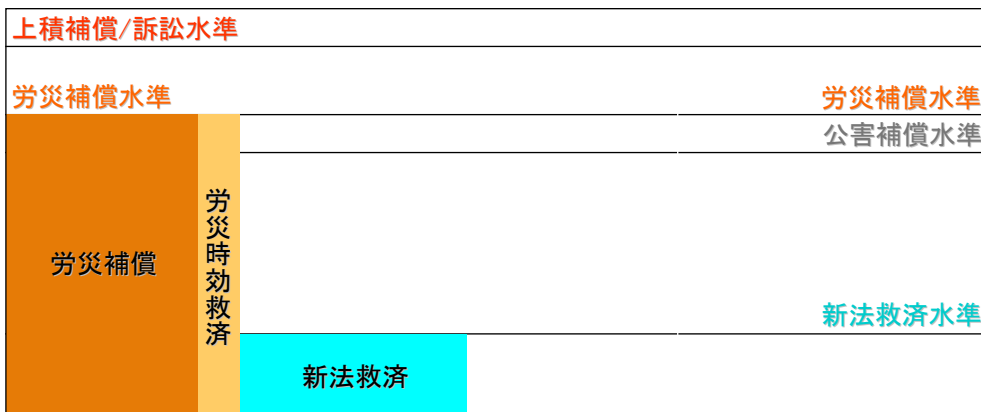 上積補償/訴訟水準
労災補償水準
労災補償水準
公害補償水準
労災補償
労災時効救済
新法救済水準
新法救済